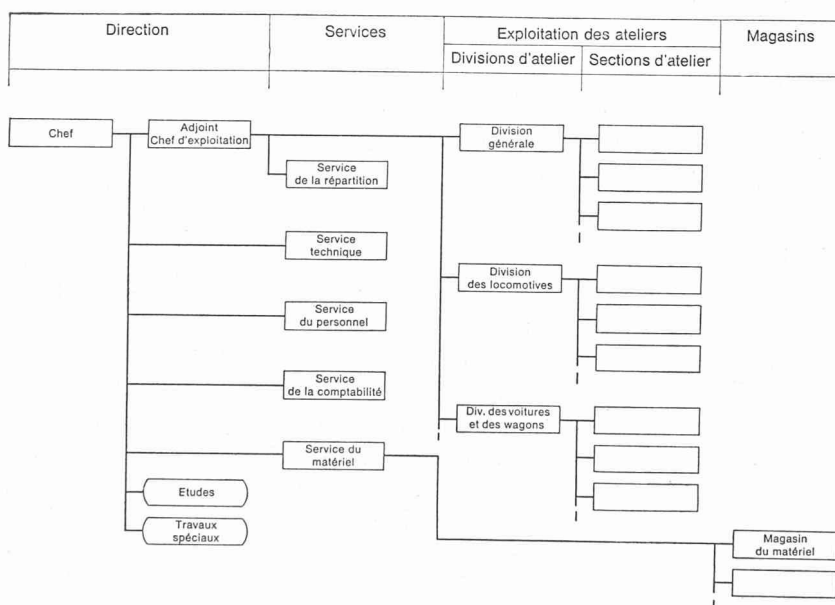 Direction
Services
Exploitation des ateliers
Magasins
Divisions d'atelier
Sections d'atelier
Chef
Adjoint
Chef d'exploitation
Division
générale
Service
de la répartition
Service
technique
Division
des locomotives
Service
du personnel
Service
de la comptabilité
Div. des voitures
et des wagons
Service du
matériel
Etudes
Travaux
spéciaux
Magasin
du matériel